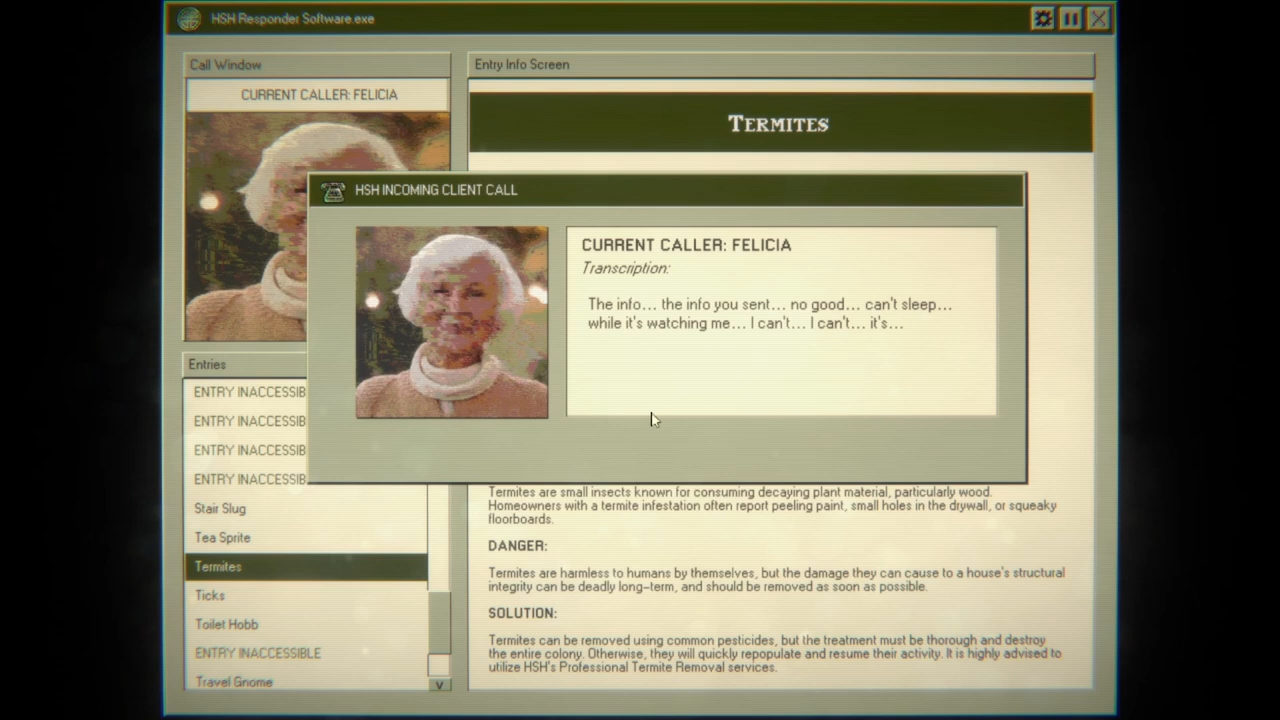 HSH Responder Software.exe
Call Window
CURRENT CALLER: FELICIA
Entry Info Screen
TERMITES
HSH INCOMING CLIENT CALL
CURRENT CALLER: FELICIA
Transcription:
The info... the info you sent... no good... can't sleep...
while it's watching me... I can't... I can't... it's...
Entries
ENTRY INACCESSIB
ENTRY INACCESSIB
ENTRY INACCESSIB
ENTRY INACCESSIB
Stair Slug
Tea Sprite
Termites
Ticks
Toilet Hobb
ENTRY INACCESSIBLE
Travel Gnome
Termites are small insects known for consuming decaying plant material, particularly wood.
Homeowners with a termite infestation often report peeling paint, small holes in the drywall, or squeaky
floorboards.
DANGER:
Termites are harmless to humans by themselves, but the damage they can cause to a house's structural
integrity can be deadly long-term, and should be removed as soon as possible.
SOLUTION:
Termites can be removed using common pesticides, but the treatment must be thorough and destroy
the entire colony. Otherwise, they will quickly repopulate and resume their activity. It is highly advised to
utilize HSH's Professional Termite Removal services.